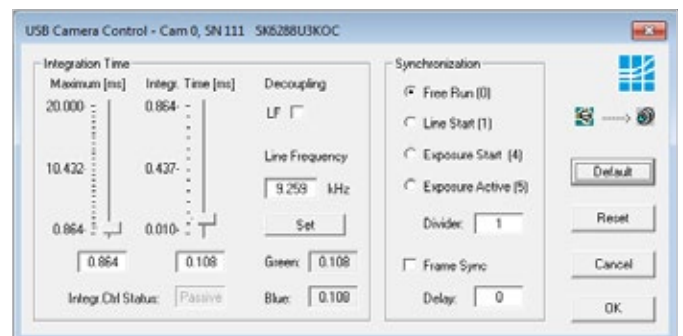 USB Camera Control - Cam 0, SN 111 SK6288U3KOC
Integration Time
Maximum [ms]
Integr. Time [ms]
Decoupling
20.000
0.864
LF
10.432
0.437
Line Frequency
9.259 kHz
0.864
0.010
Set
0.864
0.108
Green: 0.108
Integr.Ctrl Status: Passive
Blue: 0.108
Synchronization
Free Run (0)
Line Start (1)
Exposure Start (4)
Exposure Active (5)
Divider: 1
Frame Sync
Delay: 0
Default
Reset
Cancel
OK